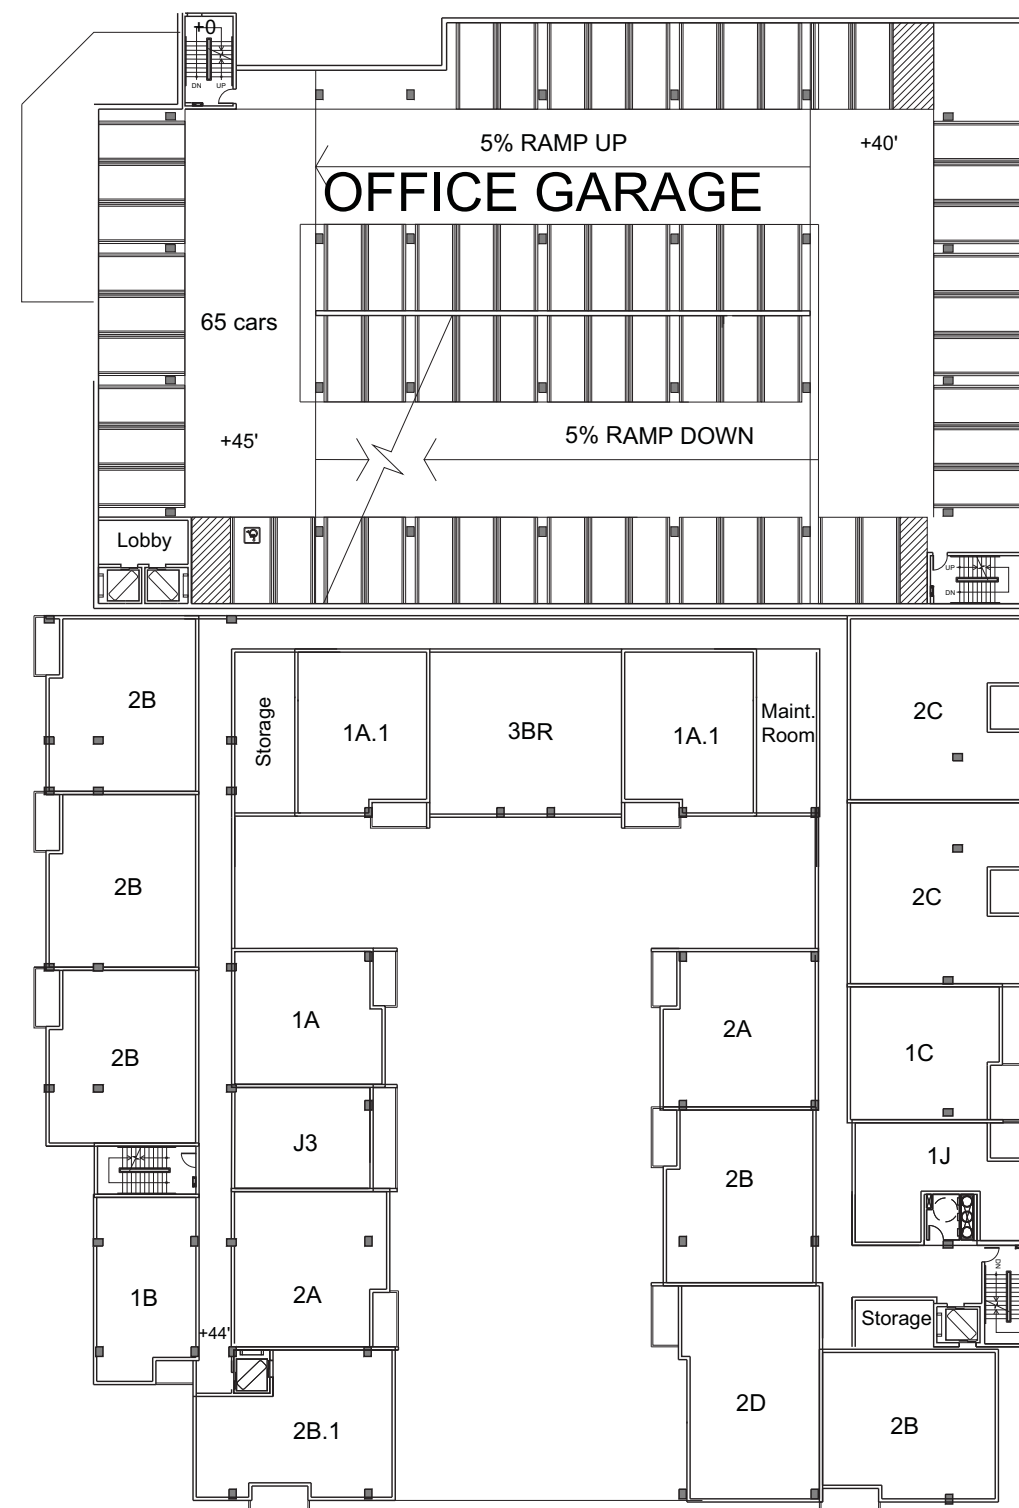 +0
DN UP
5% RAMP UP
+40'
OFFICE GARAGE
65 cars
+45'
5% RAMP DOWN
Lobby
UP
DN
2B
Storage
1A.1
3BR
1A.1
Maint.
Room
2C
2B
2C
2B
1A
2A
1C
J3
2B
1J
1B
2A
DN
+44'
Storage
2B.1
2D
2B